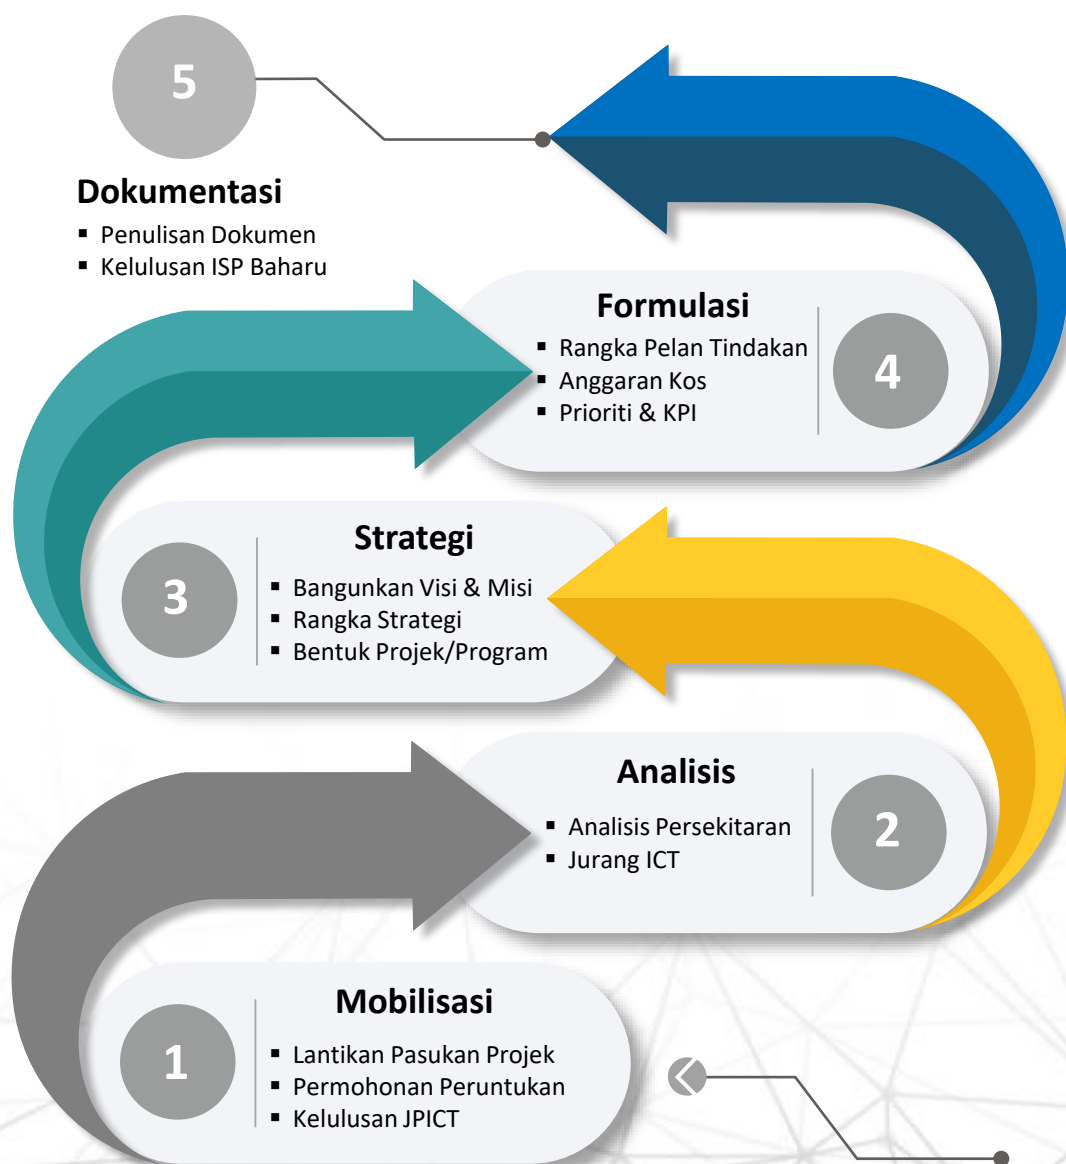 5
Dokumentasi
▪ Penulisan Dokumen
▪ Kelulusan ISP Baharu
Formulasi
▪ Rangka Pelan Tindakan
▪ Anggaran Kos
▪ Prioriti & KPI
4
Strategi
3
▪ Bangunkan Visi & Misi
▪ Rangka Strategi
▪ Bentuk Projek/Program
Analisis
▪ Analisis Persekitaran
▪ Jurang ICT
2
Mobilisasi
1
▪ Lantikan Pasukan Projek
▪ Permohonan Peruntukan
▪ Kelulusan JPICT